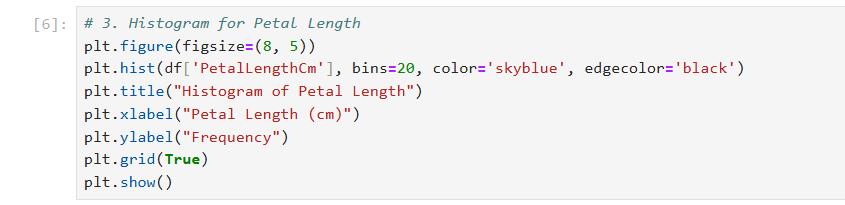 [6]: # 3. Histogram for Petal Length
plt.figure(figsize=(8, 5))
plt.hist(df['PetalLengthCm'], bins=20, color='skyblue', edgecolor='black')
plt.title("Histogram of Petal Length")
plt.xlabel("Petal Length (cm)")
plt.ylabel("Frequency")
plt.grid(True)
plt.show()